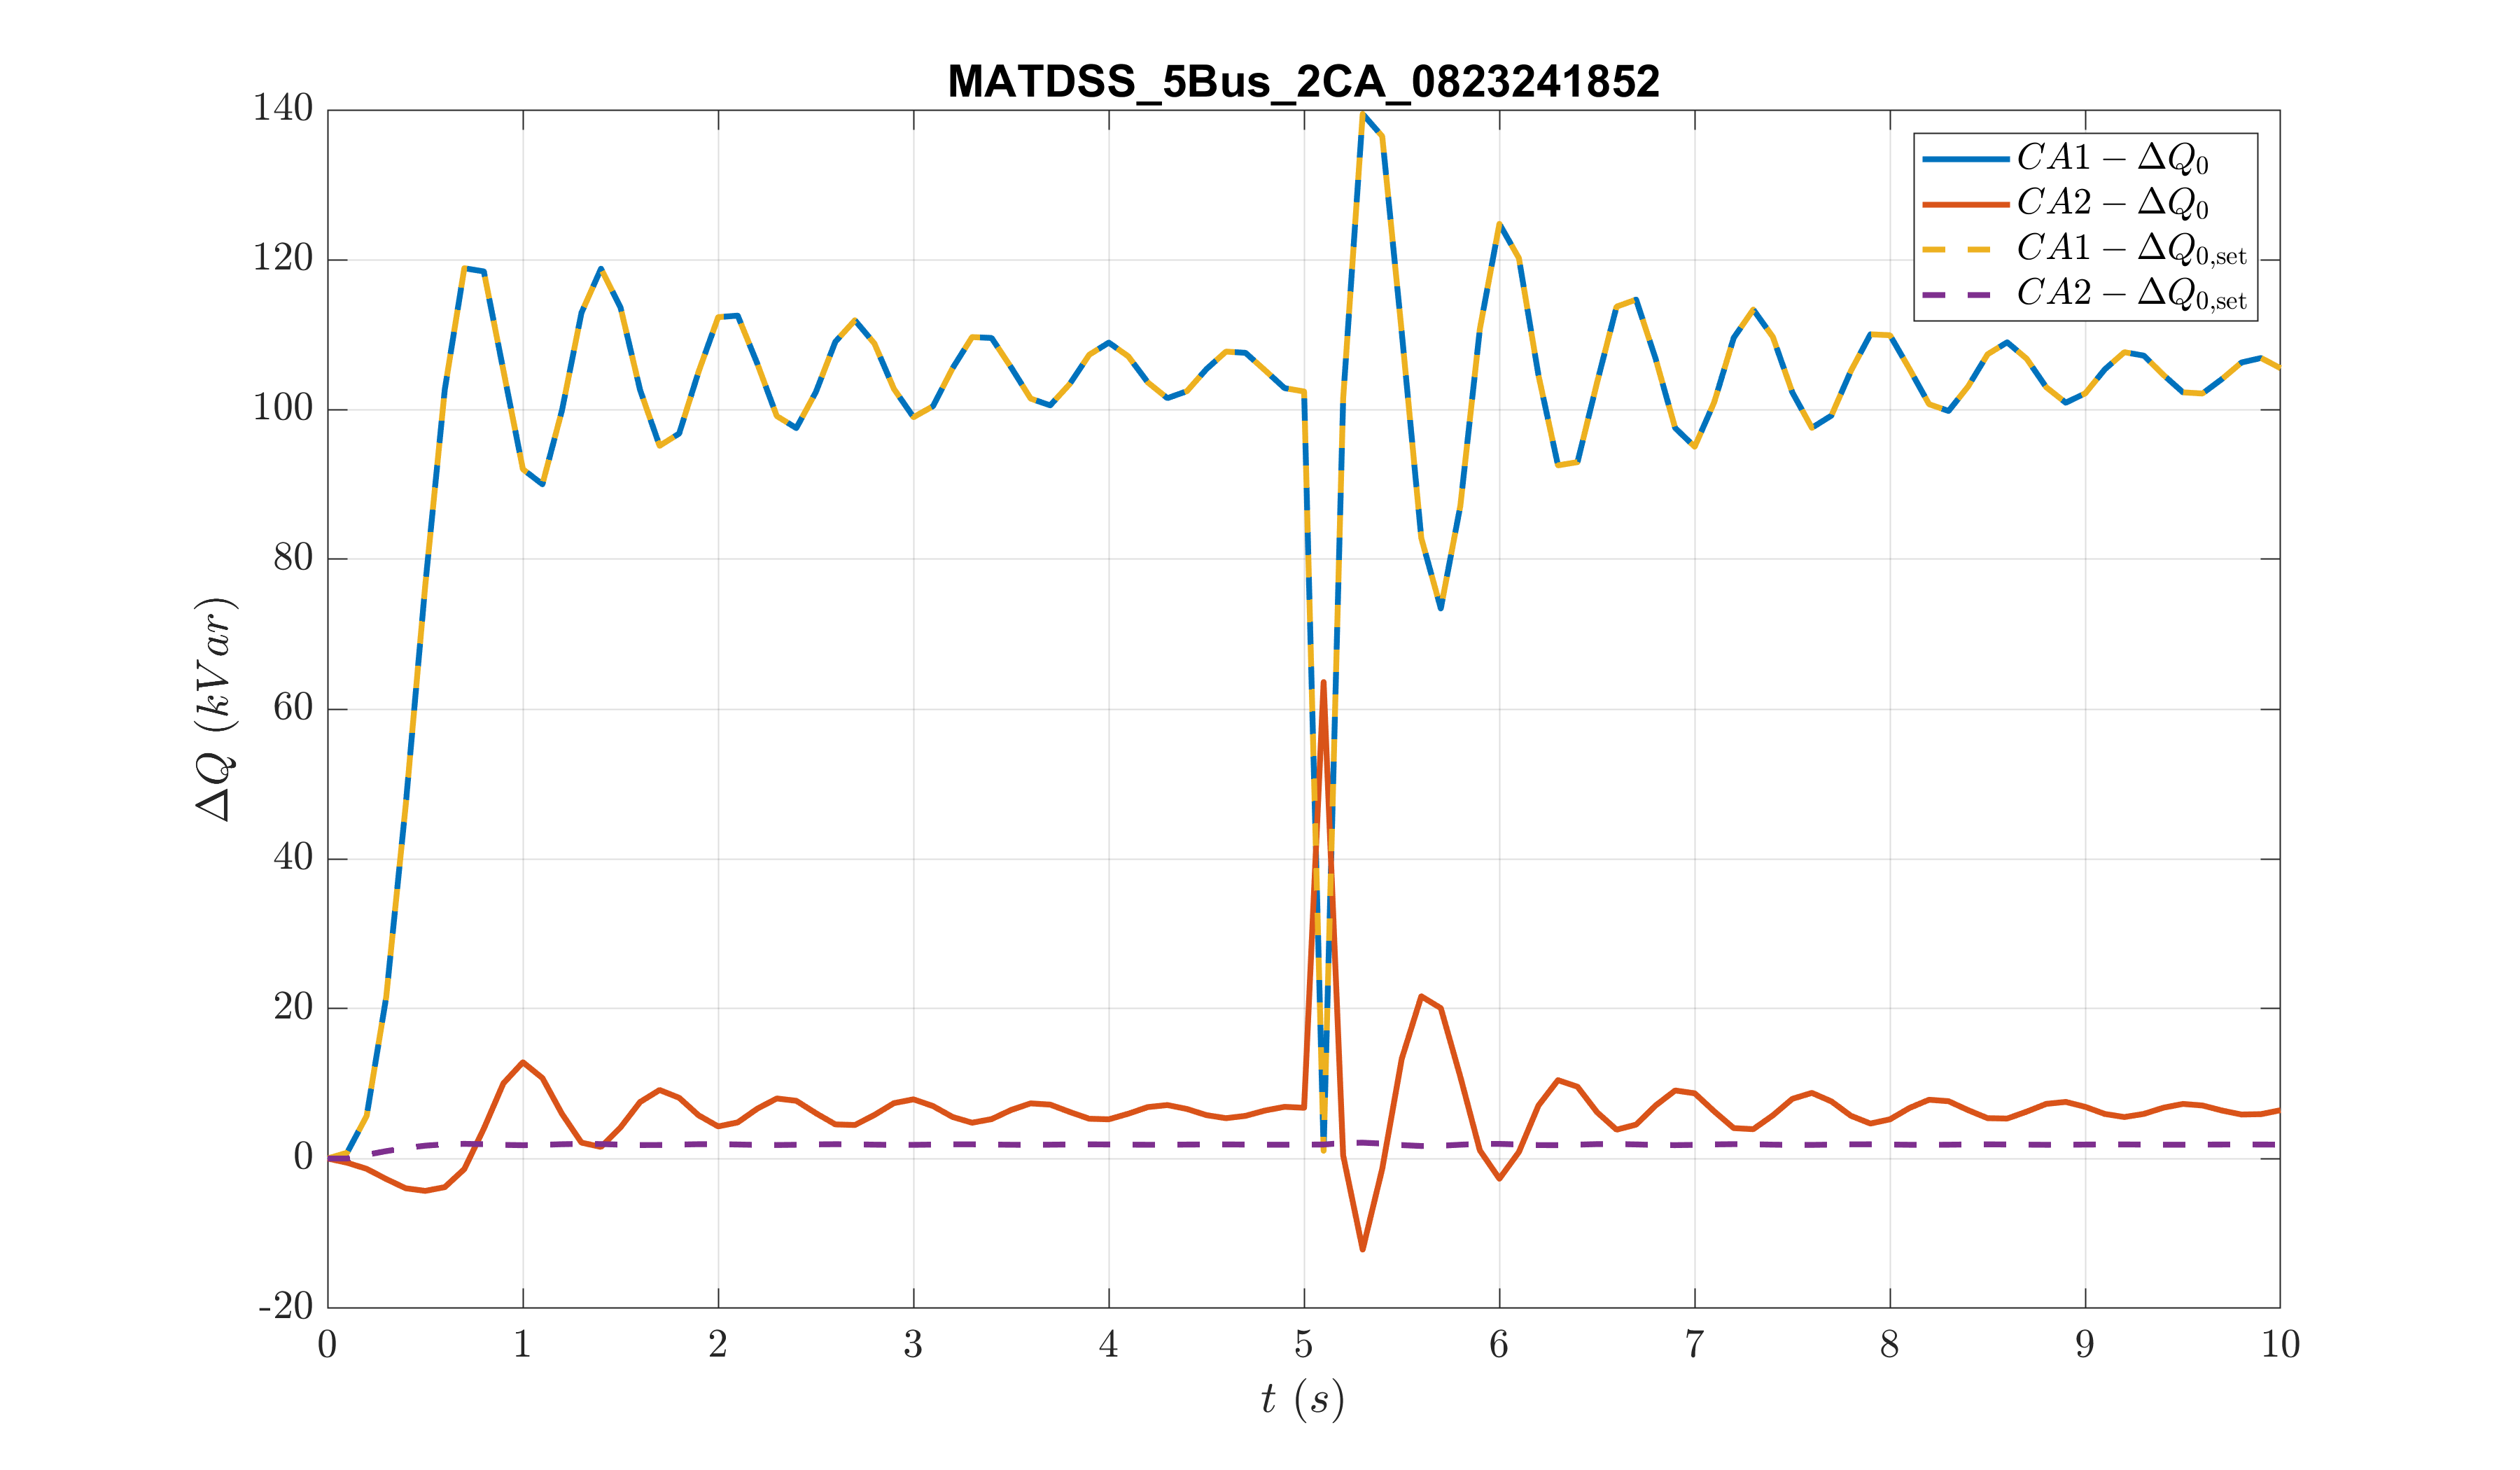 MATDSS_5Bus_2CA_0823241852
140
120
100
80
60
40
20
0
-20
ΔQ (kVar)
CA1 − ΔQ₀
CA2 − ΔQ₀
CA1 − ΔQ₀,set
CA2 − ΔQ₀,set
0 1 2 3 4 5 6 7 8 9 10
t (s)